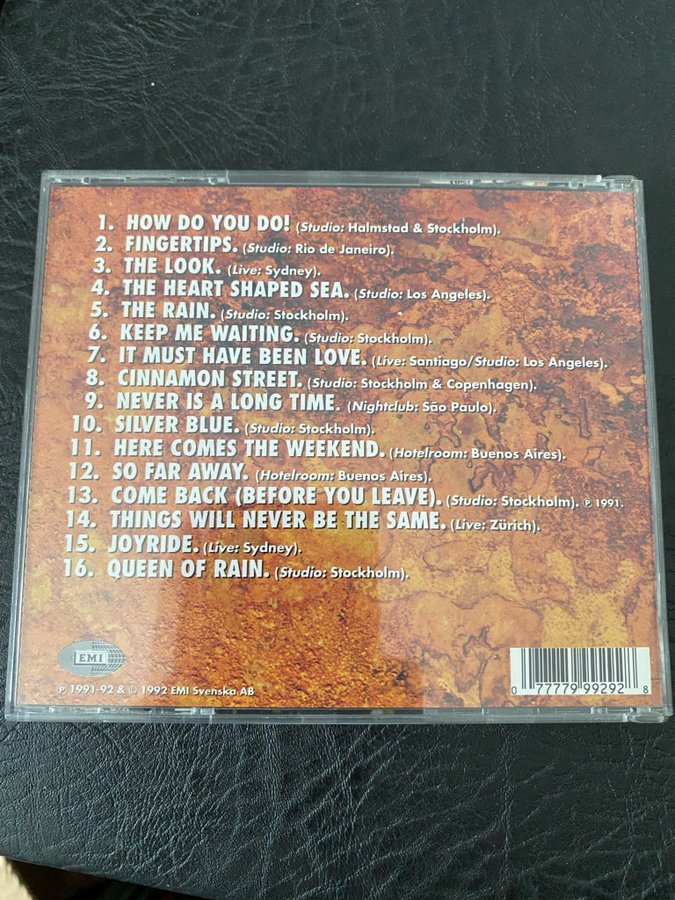 1. HOW DO YOU DO! (Studio: Halmstad & Stockholm).
2. FINGERTIPS. (Studio: Rio de Janeiro).
3. THE LOOK. (Live: Sydney).
4. THE HEART SHAPED SEA. (Studio: Los Angeles).
5. THE RAIN. (Studio: Stockholm).
6. KEEP ME WAITING. (Studio: Stockholm).
7. IT MUST HAVE BEEN LOVE. (Live: Santiago/Studio: Los Angeles).
8. CINNAMON STREET. (Studio: Stockholm & Copenhagen).
9. NEVER IS A LONG TIME. (Nightclub: São Paulo).
10. SILVER BLUE. (Studio: Stockholm).
11. HERE COMES THE WEEKEND. (Hotelroom: Buenos Aires).
12. SO FAR AWAY. (Hotelroom: Buenos Aires).
13. COME BACK (BEFORE YOU LEAVE). (Studio: Stockholm). ℗ 1991.
14. THINGS WILL NEVER BE THE SAME. (Live: Zürich).
15. JOYRIDE. (Live: Sydney).
16. QUEEN OF RAIN. (Studio: Stockholm).
EMI
℗ 1991-92 & © 1992 EMI Svenska AB
0 77779 99292 8